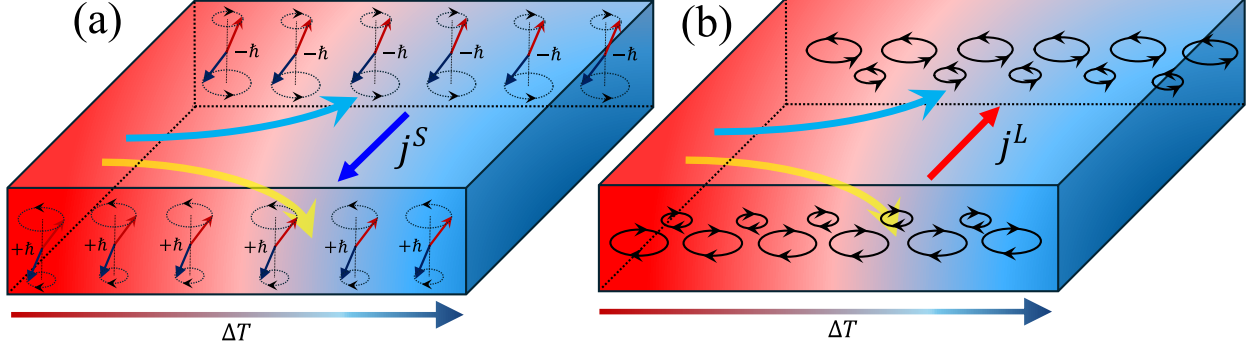 (a)
−ħ −ħ −ħ −ħ −ħ −ħ
j^S
+ħ +ħ +ħ +ħ +ħ +ħ
ΔT
(b)
j^L
ΔT